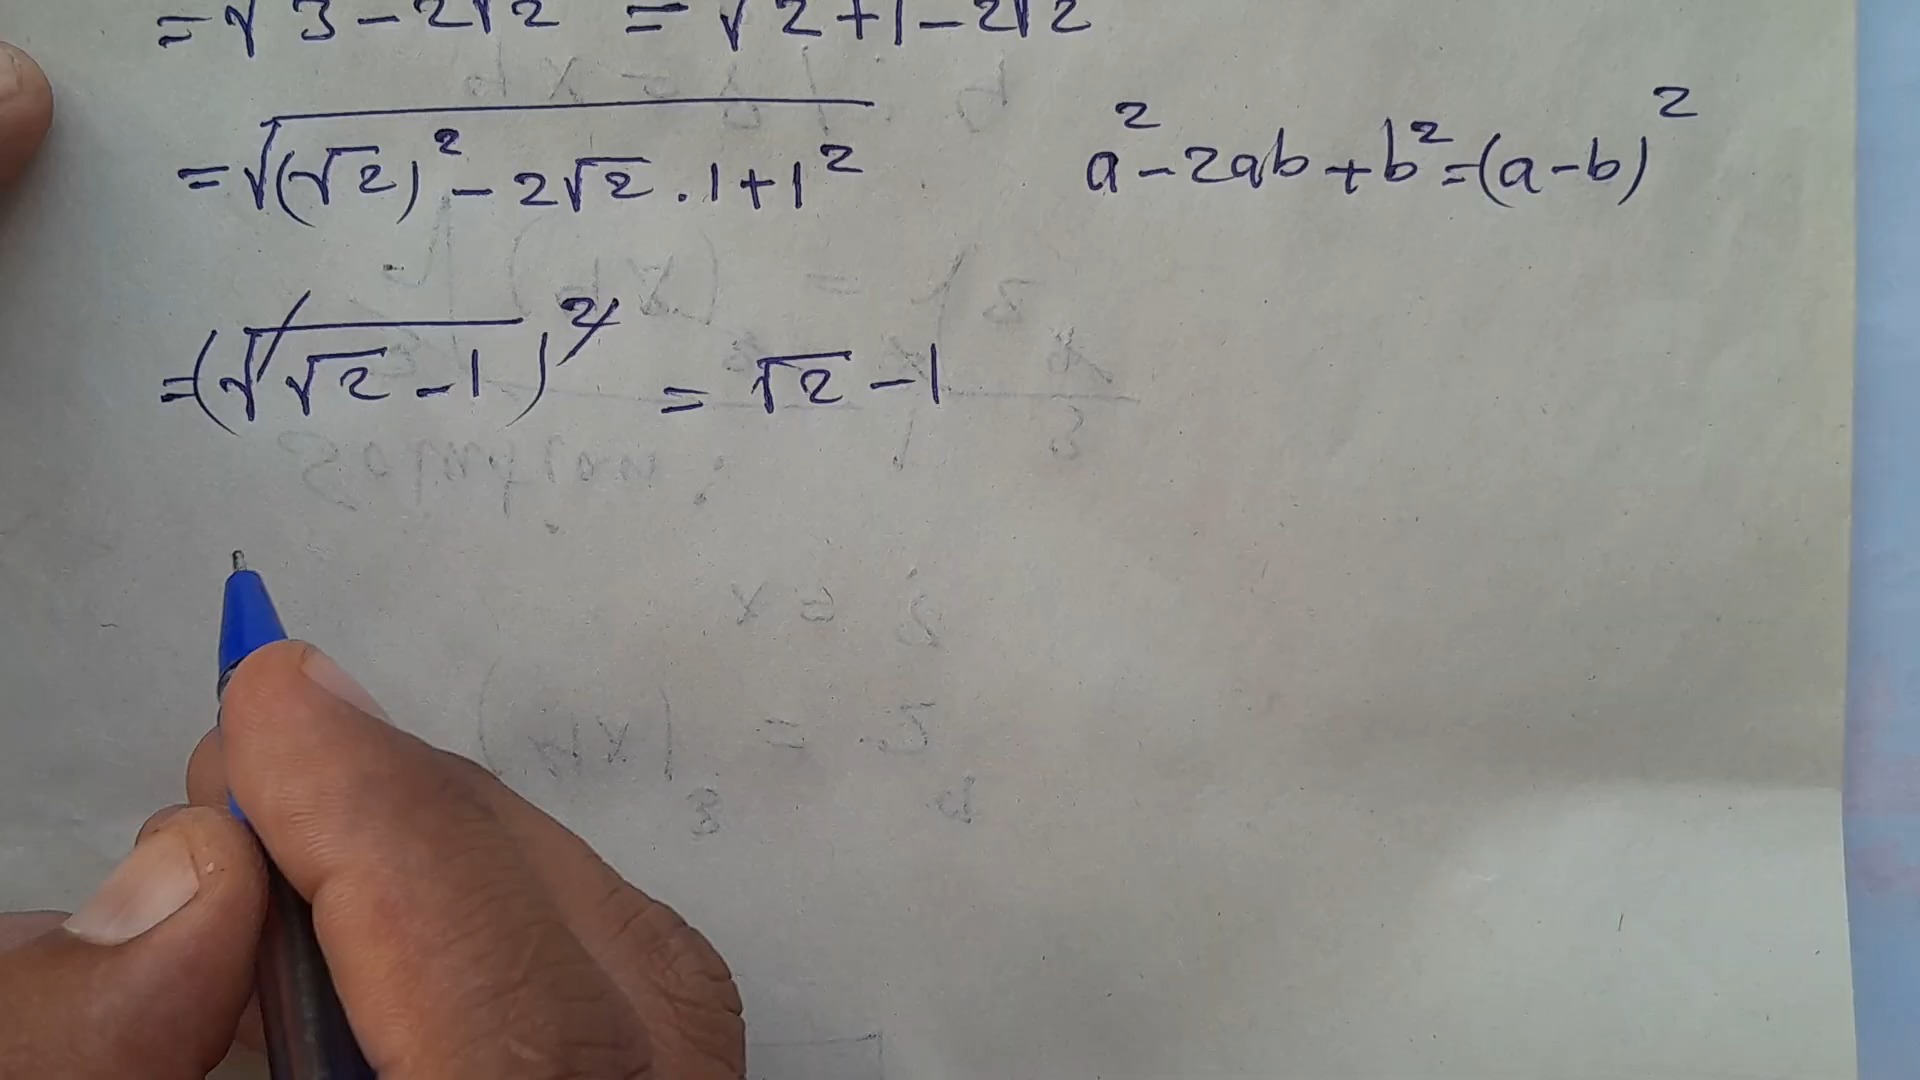 = √3 - 2√2 = √2 + 1 - 2√2
= √(√2)² - 2√2 . 1 + 1² a² - 2ab + b² = (a - b)²
= (√√2 - 1)² = √2 - 1